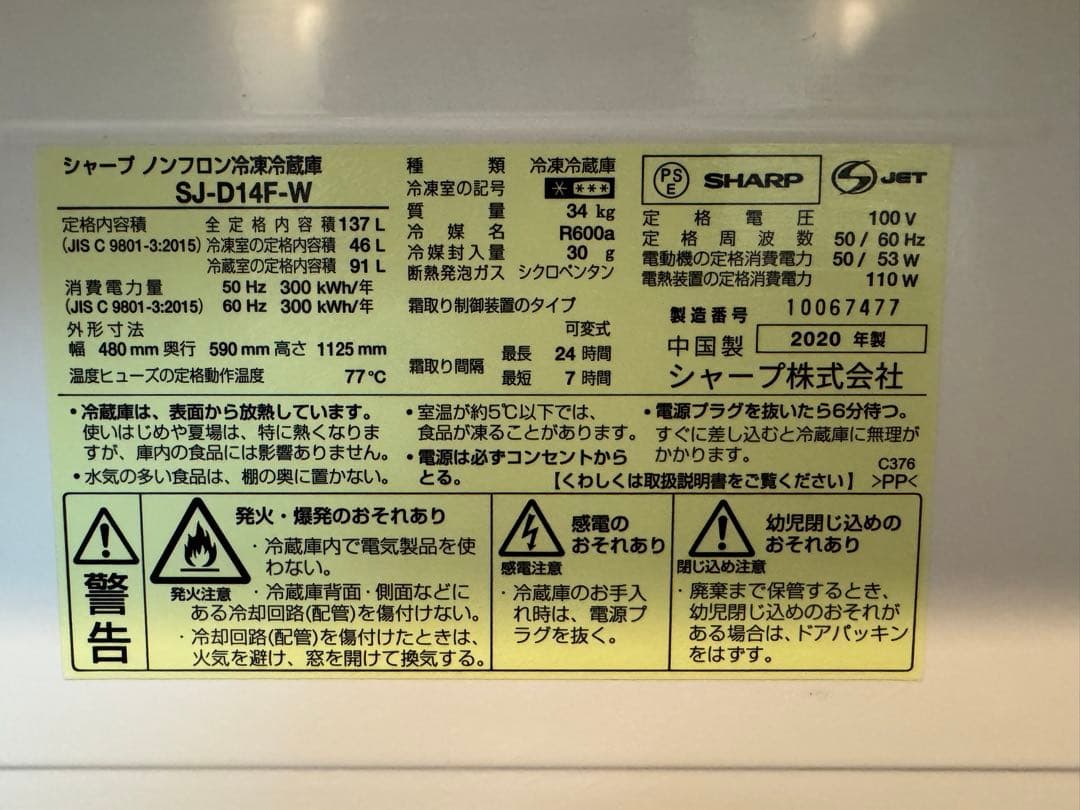 シャープ ノンフロン冷凍冷蔵庫
SJ-D14F-W
定格内容積 全定格内容積 137 L
(JIS C 9801-3:2015) 冷凍室の定格内容積 46 L
冷蔵室の定格内容積 91 L
消費電力量 50 Hz 300 kWh/年
(JIS C 9801-3:2015) 60 Hz 300 kWh/年
外形寸法
幅 480 mm 奥行 590 mm 高さ 1125 mm
温度ヒューズの定格動作温度 77℃
種類 冷凍冷蔵庫
冷凍室の記号 * ***
質量 34 kg
冷媒名 R600a
冷媒封入量 30 g
断熱発泡ガス シクロペンタン
霜取り制御装置のタイプ
可変式
霜取り間隔 最長 24 時間
最短 7 時間
PSE SHARP S JET
定格電圧 100 V
定格周波数 50 / 60 Hz
電動機の定格消費電力 50 / 53 W
電熱装置の定格消費電力 110 W
製造番号 10067477
中国製 2020 年製
シャープ株式会社
・冷蔵庫は、表面から放熱しています。
使いはじめや夏場は、特に熱くなりま
すが、庫内の食品には影響ありません。
・水気の多い食品は、棚の奥に置かない。
・室温が約5℃以下では、
食品が凍ることがあります。
・電源は必ずコンセントから
とる。
・電源プラグを抜いたら6分待つ。
すぐに差し込むと冷蔵庫に無理が
かかります。
C376
【くわしくは取扱説明書をご覧ください】 >PP<
警告
発火注意
発火・爆発のおそれあり
・冷蔵庫内で電気製品を使
わない。
・冷蔵庫背面・側面などに
ある冷却回路(配管)を傷付けない。
・冷却回路(配管)を傷付けたときは、
火気を避け、窓を開けて換気する。
感電注意
感電の
おそれあり
・冷蔵庫のお手入
れ時は、電源プ
ラグを抜く。
閉じ込め注意
幼児閉じ込めの
おそれあり
・廃棄まで保管するとき、
幼児閉じ込めのおそれが
ある場合は、ドアパッキン
をはずす。